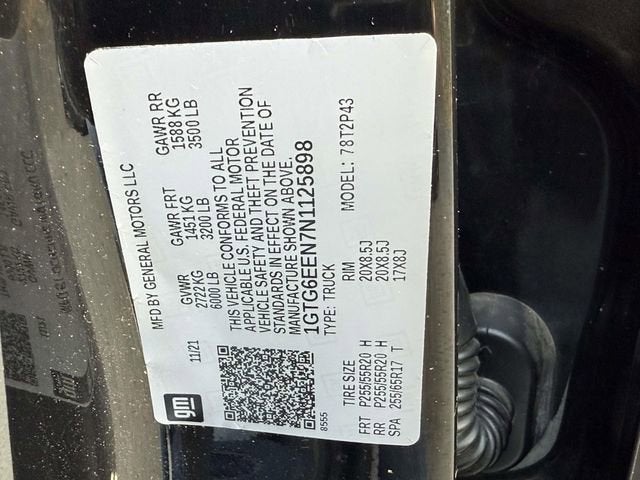 gm
MFD BY GENERAL MOTORS LLC
11/21
GVWR GAWR FRT GAWR RR
2722 KG 1451 KG 1588 KG
6000 LB 3200 LB 3500 LB
THIS VEHICLE CONFORMS TO ALL
APPLICABLE U.S. FEDERAL MOTOR
VEHICLE SAFETY AND THEFT PREVENTION
STANDARDS IN EFFECT ON THE DATE OF
MANUFACTURE SHOWN ABOVE.
1GTG6EEN7N1125898
8555 TYPE: TRUCK MODEL: 78T2P43
TIRE SIZE RIM
FRT P255/55R20 H 20X8.5J
RR P255/55R20 H 20X8.5J
SPA 255/65R17 T 17X8J